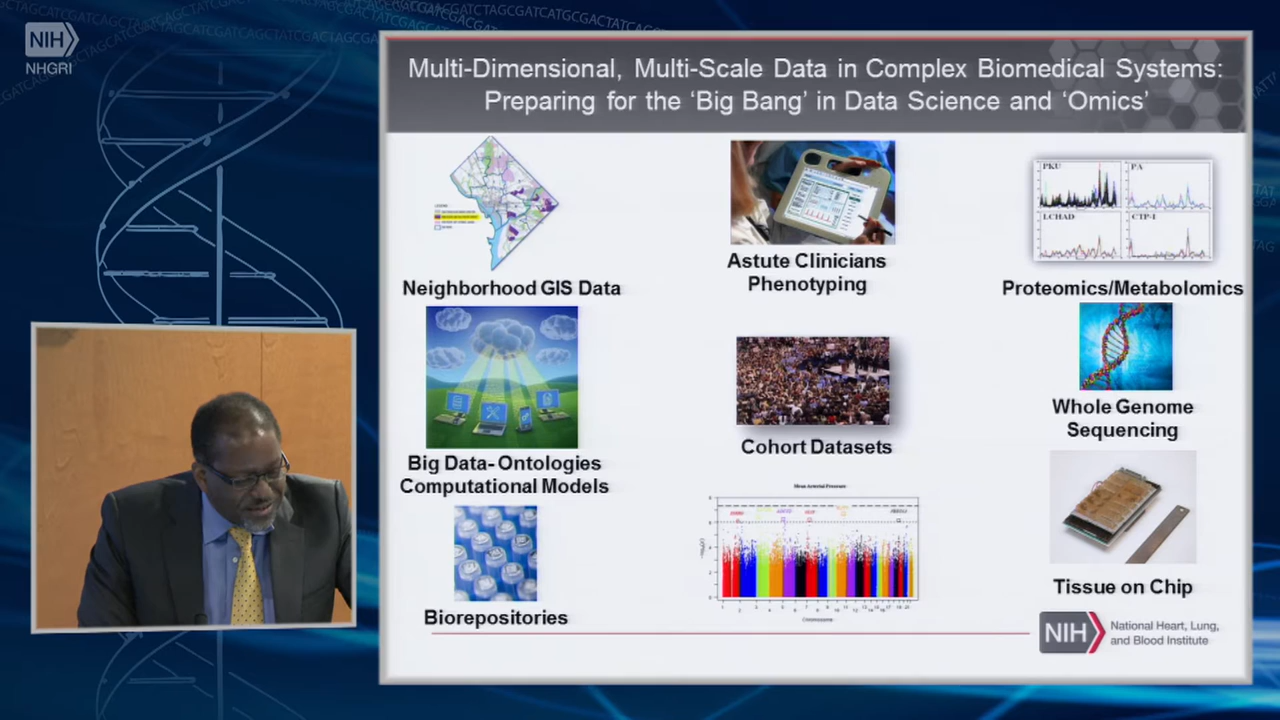 NIH
NHGRI
Multi-Dimensional, Multi-Scale Data in Complex Biomedical Systems:
Preparing for the ‘Big Bang’ in Data Science and ‘Omics’
Neighborhood GIS Data
Astute Clinicians
Phenotyping
PKU
PA
LCHAD
CTP-I
Proteomics/Metabolomics
Big Data- Ontologies
Computational Models
Cohort Datasets
Whole Genome
Sequencing
Biorepositories
Mean Arterial Pressure
Chromosome
Tissue on Chip
NIH
National Heart, Lung,
and Blood Institute